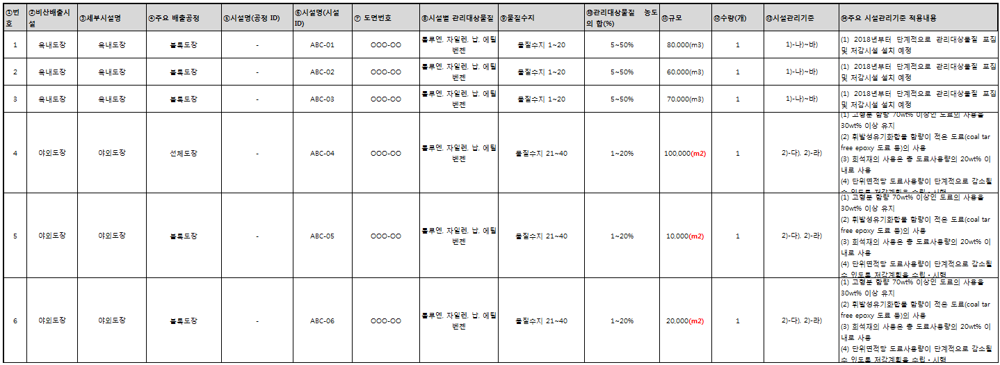 ①번호 ②비산배출시설 ③세부시설명 ④주요 배출공정 ⑤시설명(공정 ID) ⑥시설명(시설 ID) ⑦ 도면번호 ⑧시설별 관리대상물질 ⑨물질수지 ⑩관리대상물질 농도의 합(%) ⑪규모 ⑫수량(개) ⑬시설관리기준 ⑭주요 시설관리기준 적용내용
1 옥내도장 옥내도장 블록도장 - ABC-01 OOO-OO 톨루엔, 자일렌, 납, 에틸벤젠 물질수지 1~20 5~50% 80.000(m3) 1 1)-나)~바) (1) 2018년부터 단계적으로 관리대상물질 포집 및 저감시설 설치 예정
2 옥내도장 옥내도장 블록도장 - ABC-02 OOO-OO 톨루엔, 자일렌, 납, 에틸벤젠 물질수지 1~20 5~50% 60.000(m3) 1 1)-나)~바) (1) 2018년부터 단계적으로 관리대상물질 포집 및 저감시설 설치 예정
3 옥내도장 옥내도장 블록도장 - ABC-03 OOO-OO 톨루엔, 자일렌, 납, 에틸벤젠 물질수지 1~20 5~50% 70.000(m3) 1 1)-나)~바) (1) 2018년부터 단계적으로 관리대상물질 포집 및 저감시설 설치 예정
4 야외도장 야외도장 선체도장 - ABC-04 OOO-OO 톨루엔, 자일렌, 납, 에틸벤젠 물질수지 21~40 1~20% 100,000(m2) 1 2)-다), 2)-라)
(1) 고형분 함량 70wt% 이상인 도료의 사용을
30wt% 이상 유지
(2) 휘발성유기화합물 함량이 적은 도료(coal tar
free epoxy 도료 등)의 사용
(3) 희석재의 사용은 총 도료사용량의 20wt% 이
내로 사용
(4) 단위면적당 도료사용량이 단계적으로 감소될
수 있도록 저감계획을 수립・시행
5 야외도장 야외도장 블록도장 - ABC-05 OOO-OO 톨루엔, 자일렌, 납, 에틸벤젠 물질수지 21~40 1~20% 10,000(m2) 1 2)-다), 2)-라)
(1) 고형분 함량 70wt% 이상인 도료의 사용을
30wt% 이상 유지
(2) 휘발성유기화합물 함량이 적은 도료(coal tar
free epoxy 도료 등)의 사용
(3) 희석재의 사용은 총 도료사용량의 20wt% 이
내로 사용
(4) 단위면적당 도료사용량이 단계적으로 감소될
수 있도록 저감계획을 수립・시행
6 야외도장 야외도장 블록도장 - ABC-06 OOO-OO 톨루엔, 자일렌, 납, 에틸벤젠 물질수지 21~40 1~20% 20,000(m2) 1 2)-다), 2)-라)
(1) 고형분 함량 70wt% 이상인 도료의 사용을
30wt% 이상 유지
(2) 휘발성유기화합물 함량이 적은 도료(coal tar
free epoxy 도료 등)의 사용
(3) 희석재의 사용은 총 도료사용량의 20wt% 이
내로 사용
(4) 단위면적당 도료사용량이 단계적으로 감소될
수 있도록 저감계획을 수립・시행